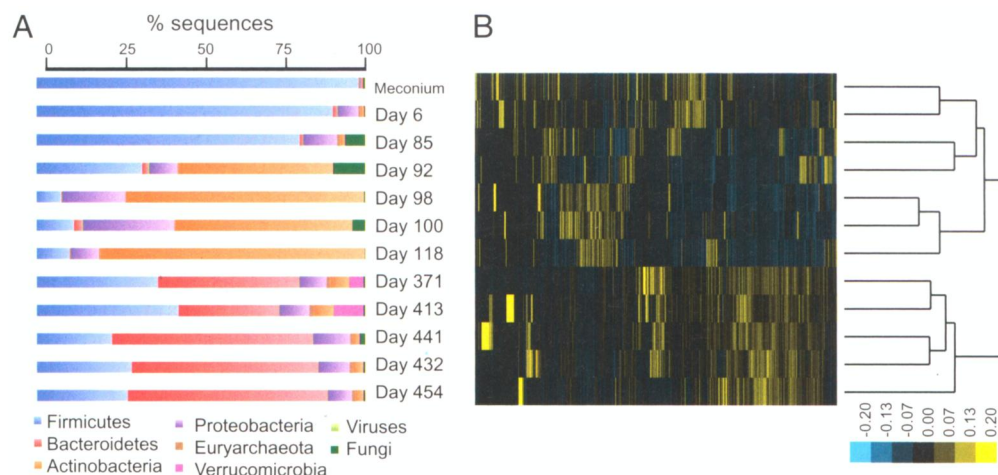 A
% sequences
0 25 50 75 100
Meconium
Day 6
Day 85
Day 92
Day 98
Day 100
Day 118
Day 371
Day 413
Day 441
Day 432
Day 454
Firmicutes
Bacteroidetes
Actinobacteria
Proteobacteria
Euryarchaeota
Verrucomicrobia
Viruses
Fungi
B
-0.20 -0.13 -0.07 0.00 0.07 0.13 0.20